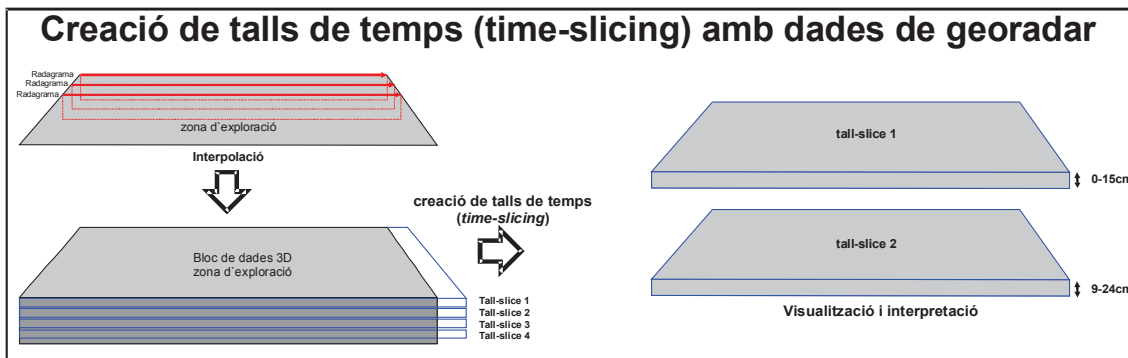 Creació de talls de temps (time-slicing) amb dades de georadar
Radagrama
Radagrama
Radagrama
zona d`exploració
Interpolació
Bloc de dades 3D
zona d`exploració
Tall-slice 1
Tall-slice 2
Tall-slice 3
Tall-slice 4
creació de talls de temps
(time-slicing)
tall-slice 1
0-15cm
tall-slice 2
9-24cm
Visualització i interpretació